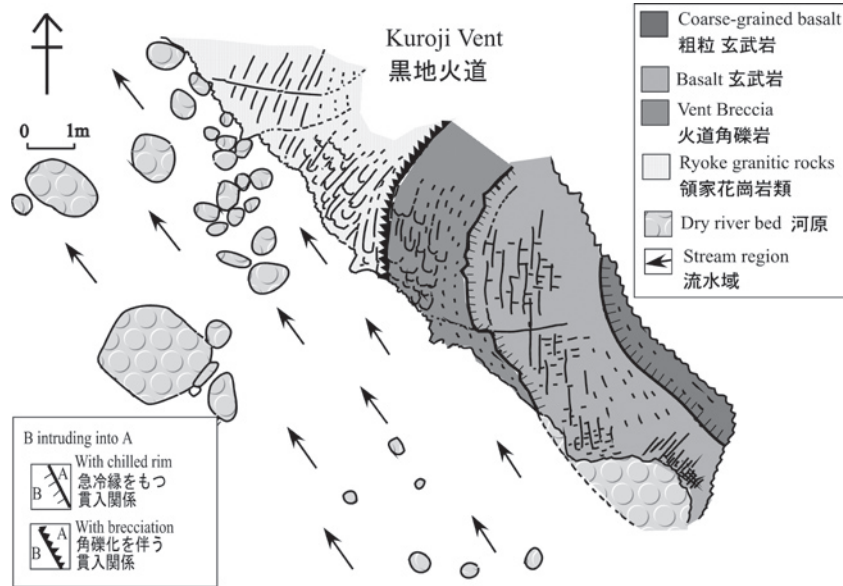 Kuroji Vent
黒地火道
0 1m
Coarse-grained basalt
粗粒 玄武岩
Basalt 玄武岩
Vent Breccia
火道角礫岩
Ryoke granitic rocks
領家花崗岩類
Dry river bed 河原
Stream region
流水域
B intruding into A
With chilled rim
急冷縁をもつ
貫入関係
A
B
With brecciation
角礫化を伴う
貫入関係
A
B